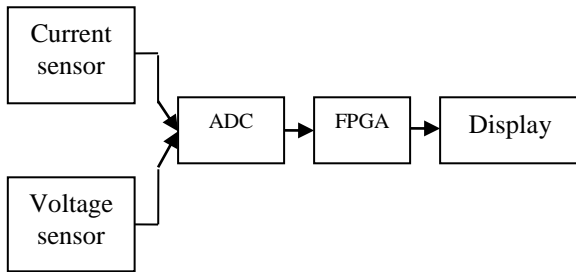 Current
sensor
ADC
FPGA
Display
Voltage
sensor